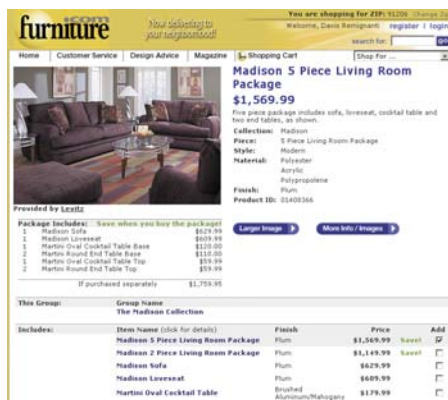 You are shopping for ZIP: 91206 Change Zip
furniture.com
Now delivering to
your neighborhood!
Welcome, Davis Remignanti register | login
search for: go
Home Customer Service Design Advice Magazine Shopping Cart Shop For ...
Madison 5 Piece Living Room
Package
$1,569.99
Five piece package includes sofa, loveseat, cocktail table and
two end tables, as shown.
Collection: Madison
Piece: 5 Piece Living Room Package
Style: Modern
Material: Polyester
Acrylic
Polypropolene
Finish: Plum
Product ID: 01408366
Provided by Levitz
Package Includes: Save when you buy the package!
1 Madison Sofa $629.99
1 Madison Loveseat $609.99
1 Martini Oval Cocktail Table Base $120.00
2 Martini Round End Table Base $110.00
1 Martini Oval Cocktail Table Top $59.99
2 Martini Round End Table Top $59.99
If purchased separately $1,759.95
Larger Image
More Info / Images
This Group: Group Name
The Madison Collection
Includes: Item Name (click for details) Finish Price Add
Madison 5 Piece Living Room Package Plum $1,569.99 Save!
Madison 2 Piece Living Room Package Plum $1,149.99 Save!
Madison Sofa Plum $629.99
Madison Loveseat Plum $609.99
Martini Oval Cocktail Table Brushed Aluminum/Mahogany $179.99